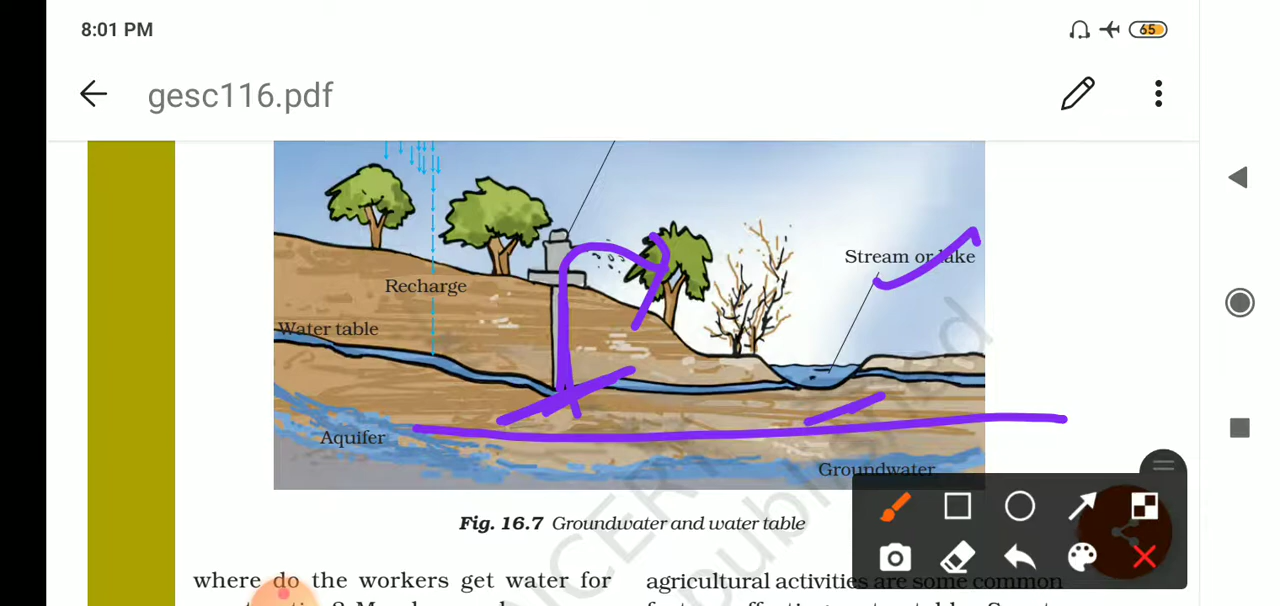 8:01 PM
65
gesc116.pdf
Stream or lake
Recharge
Water table
Aquifer
Groundwater
Fig. 16.7 Groundwater and water table
where do the workers get water for
agricultural activities are some common